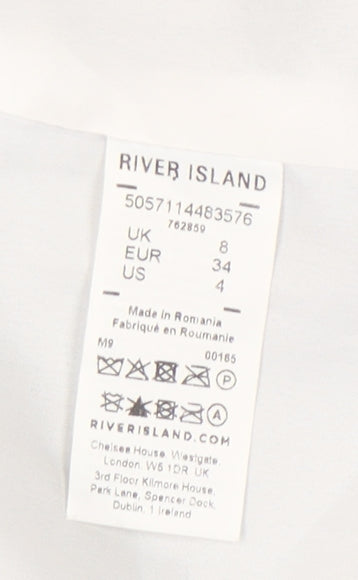 RIVER ISLAND
5057114483576
762859
UK 8
EUR 34
US 4
Made in Romania
Fabriqué en Roumanie
M9 00165
P
A
RIVERISLAND.COM
Chelsea House, Westgate,
London, W5 1DR. UK
3rd Floor Kilmore House,
Park Lane, Spencer Dock,
Dublin, 1 Ireland